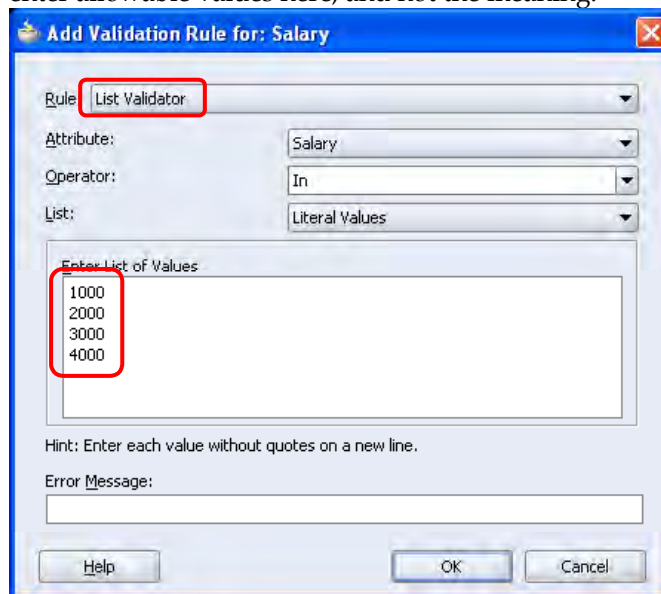 Add Validation Rule for: Salary
Rule List Validator
Attribute: Salary
Operator: In
List: Literal Values
Enter List of Values
1000
2000
3000
4000
Hint: Enter each value without quotes on a new line.
Error Message:
Help OK Cancel